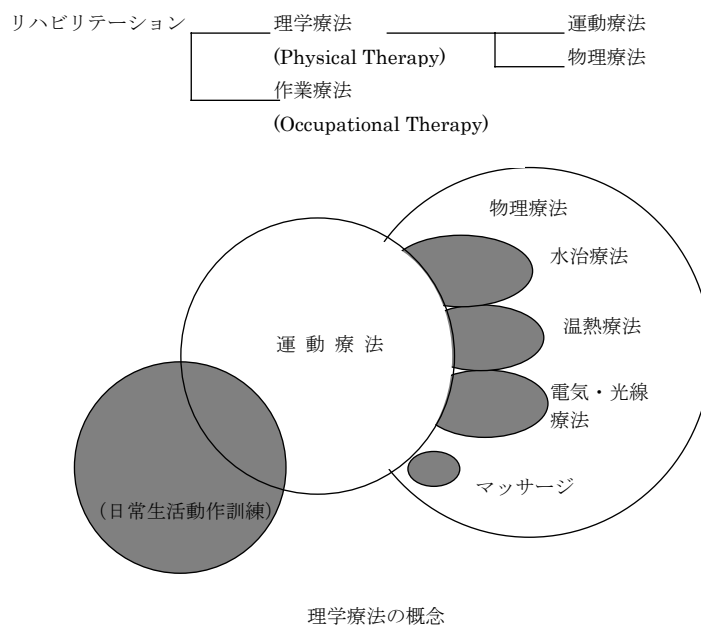 リハビリテーション 理学療法 運動療法
(Physical Therapy) 物理療法
作業療法
(Occupational Therapy)
物理療法
水治療法
温熱療法
運 動 療 法
電気・光線
療法
マッサージ
(日常生活動作訓練)
理学療法の概念